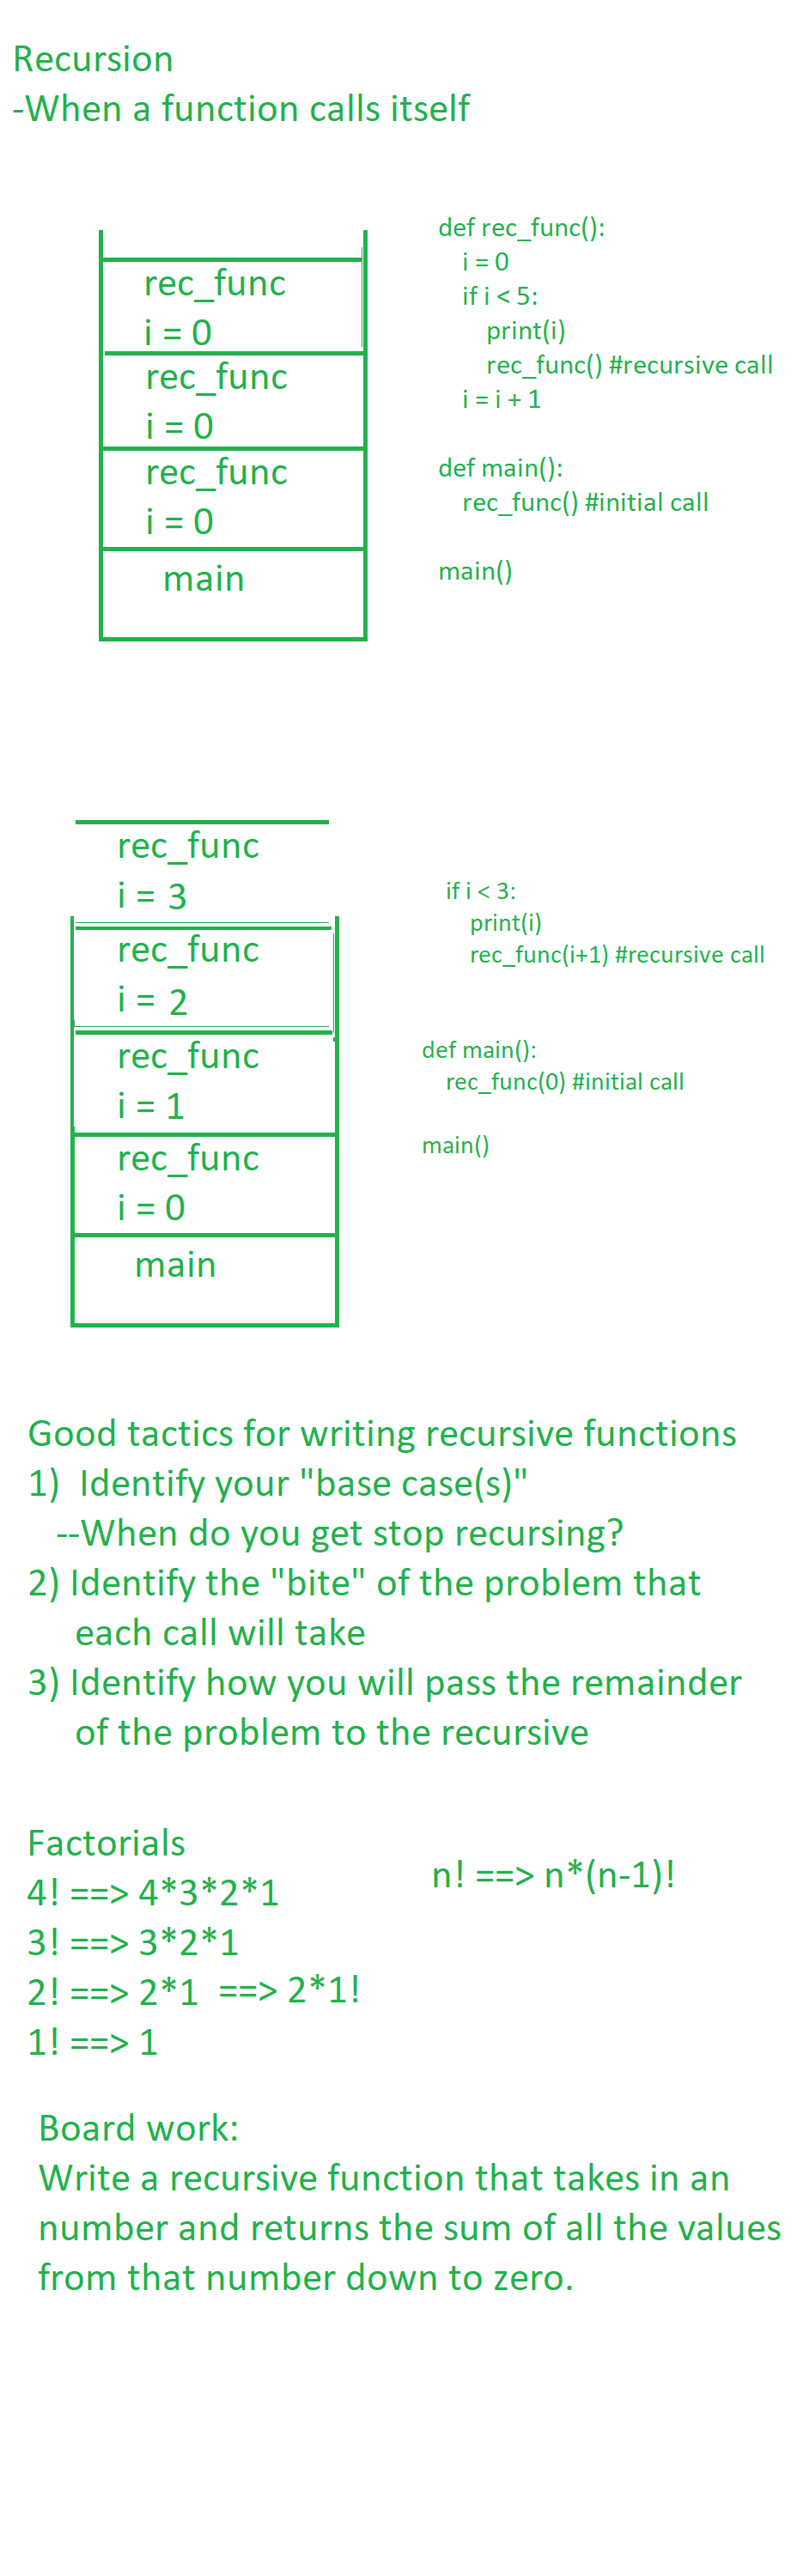 Recursion
-When a function calls itself
rec_func
i = 0
rec_func
i = 0
rec_func
i = 0
main
def rec_func():
i = 0
if i < 5:
print(i)
rec_func() #recursive call
i = i + 1
def main():
rec_func() #initial call
main()
rec_func
i = 3
rec_func
i = 2
rec_func
i = 1
rec_func
i = 0
main
if i < 3:
print(i)
rec_func(i+1) #recursive call
def main():
rec_func(0) #initial call
main()
Good tactics for writing recursive functions
1) Identify your "base case(s)"
--When do you get stop recursing?
2) Identify the "bite" of the problem that
each call will take
3) Identify how you will pass the remainder
of the problem to the recursive
Factorials
4! ==> 4*3*2*1
3! ==> 3*2*1
2! ==> 2*1 ==> 2*1!
1! ==> 1
n! ==> n*(n-1)!
Board work:
Write a recursive function that takes in an
number and returns the sum of all the values
from that number down to zero.